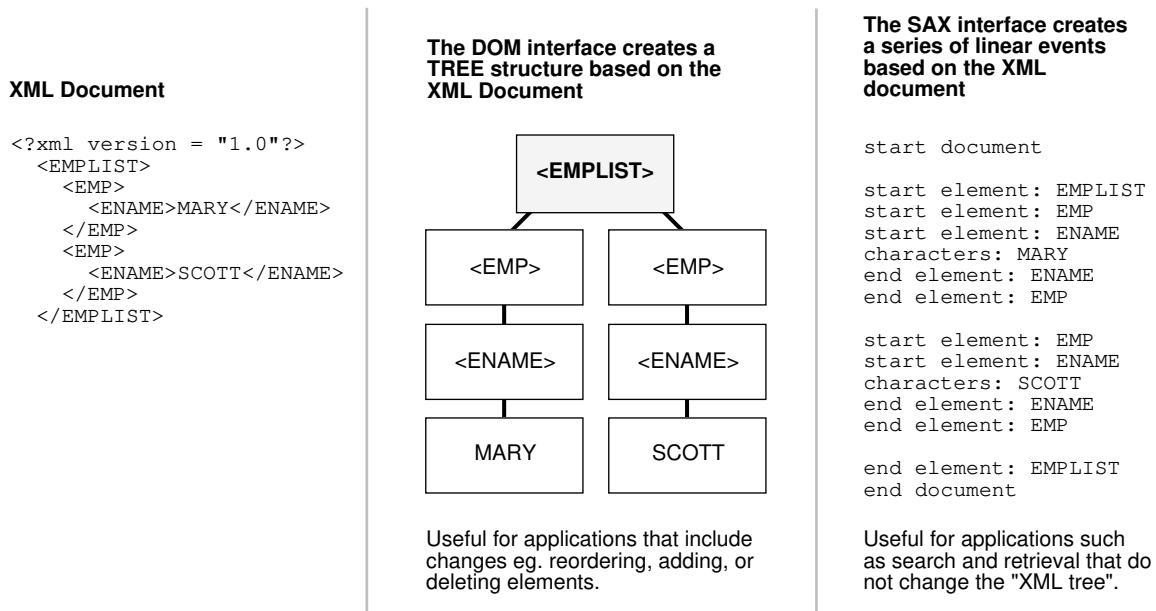 XML Document
<?xml version = "1.0"?>
<EMPLIST>
<EMP>
<ENAME>MARY</ENAME>
</EMP>
<EMP>
<ENAME>SCOTT</ENAME>
</EMP>
</EMPLIST>
The DOM interface creates a
TREE structure based on the
XML Document
<EMPLIST>
<EMP> <EMP>
<ENAME> <ENAME>
MARY SCOTT
Useful for applications that include
changes eg. reordering, adding, or
deleting elements.
The SAX interface creates
a series of linear events
based on the XML
document
start document
start element: EMPLIST
start element: EMP
start element: ENAME
characters: MARY
end element: ENAME
end element: EMP
start element: EMP
start element: ENAME
characters: SCOTT
end element: ENAME
end element: EMP
end element: EMPLIST
end document
Useful for applications such
as search and retrieval that do
not change the "XML tree".